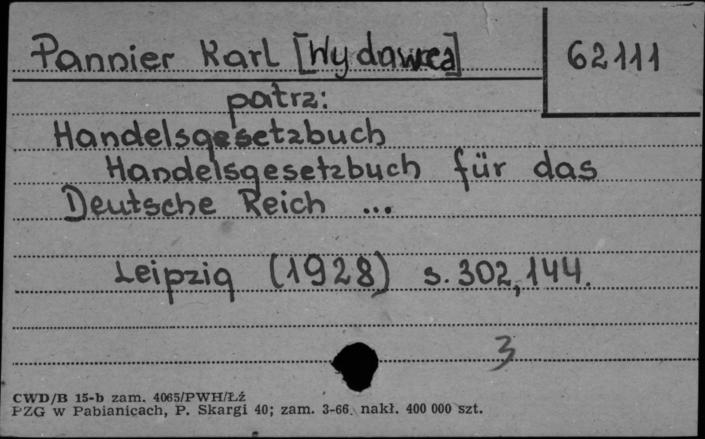 Pannier Karl [Wydawca]
62111
patrz:
Handelsgesetzbuch
Handelsgesetzbuch für das
Deutsche Reich ...
Leipzig (1928) s. 302, 144.
3
CWD/B 15-b zam. 4065/PWH/Łź
PZG w Pabianicach, P. Skargi 40; zam. 3-66. nakł. 400 000 szt.